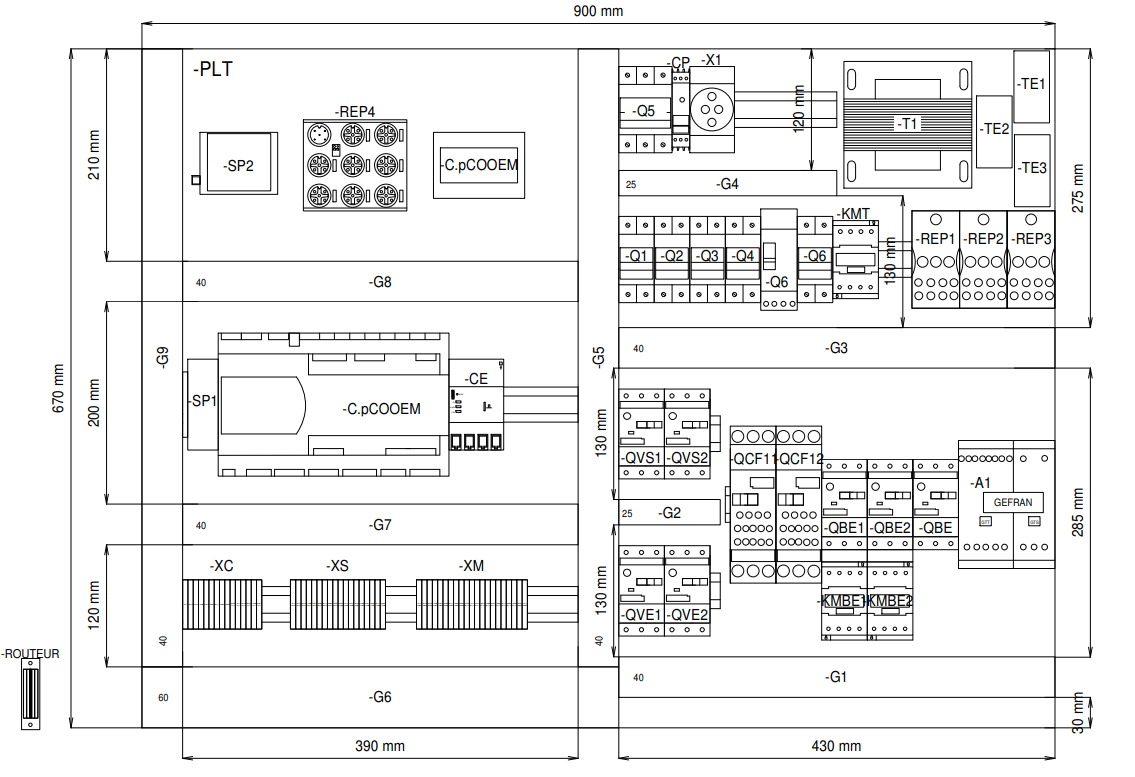 900 mm
-PLT
-CP
-X1
-Q5
-T1
-TE1
-TE2
-TE3
120 mm
210 mm
275 mm
-REP4
-SP2
-C.pCOOEM
25
-G4
-KMT
-Q1
-Q2
-Q3
-Q4
-Q6
-Q6
130 mm
-REP1
-REP2
-REP3
40
-G8
40
-G3
-G9
-G5
670 mm
200 mm
-SP1
-C.pCOOEM
-CE
130 mm
-QVS1
-QVS2
-QCF11
-QCF12
-A1
GEFRAN
285 mm
25
-G2
-QBE1
-QBE2
-QBE
40
-G7
-XC
-XS
-XM
120 mm
130 mm
-QVE1
-QVE2
-KMBE1
-KMBE2
40
40
-ROUTEUR
40
-G1
60
-G6
30 mm
390 mm
430 mm